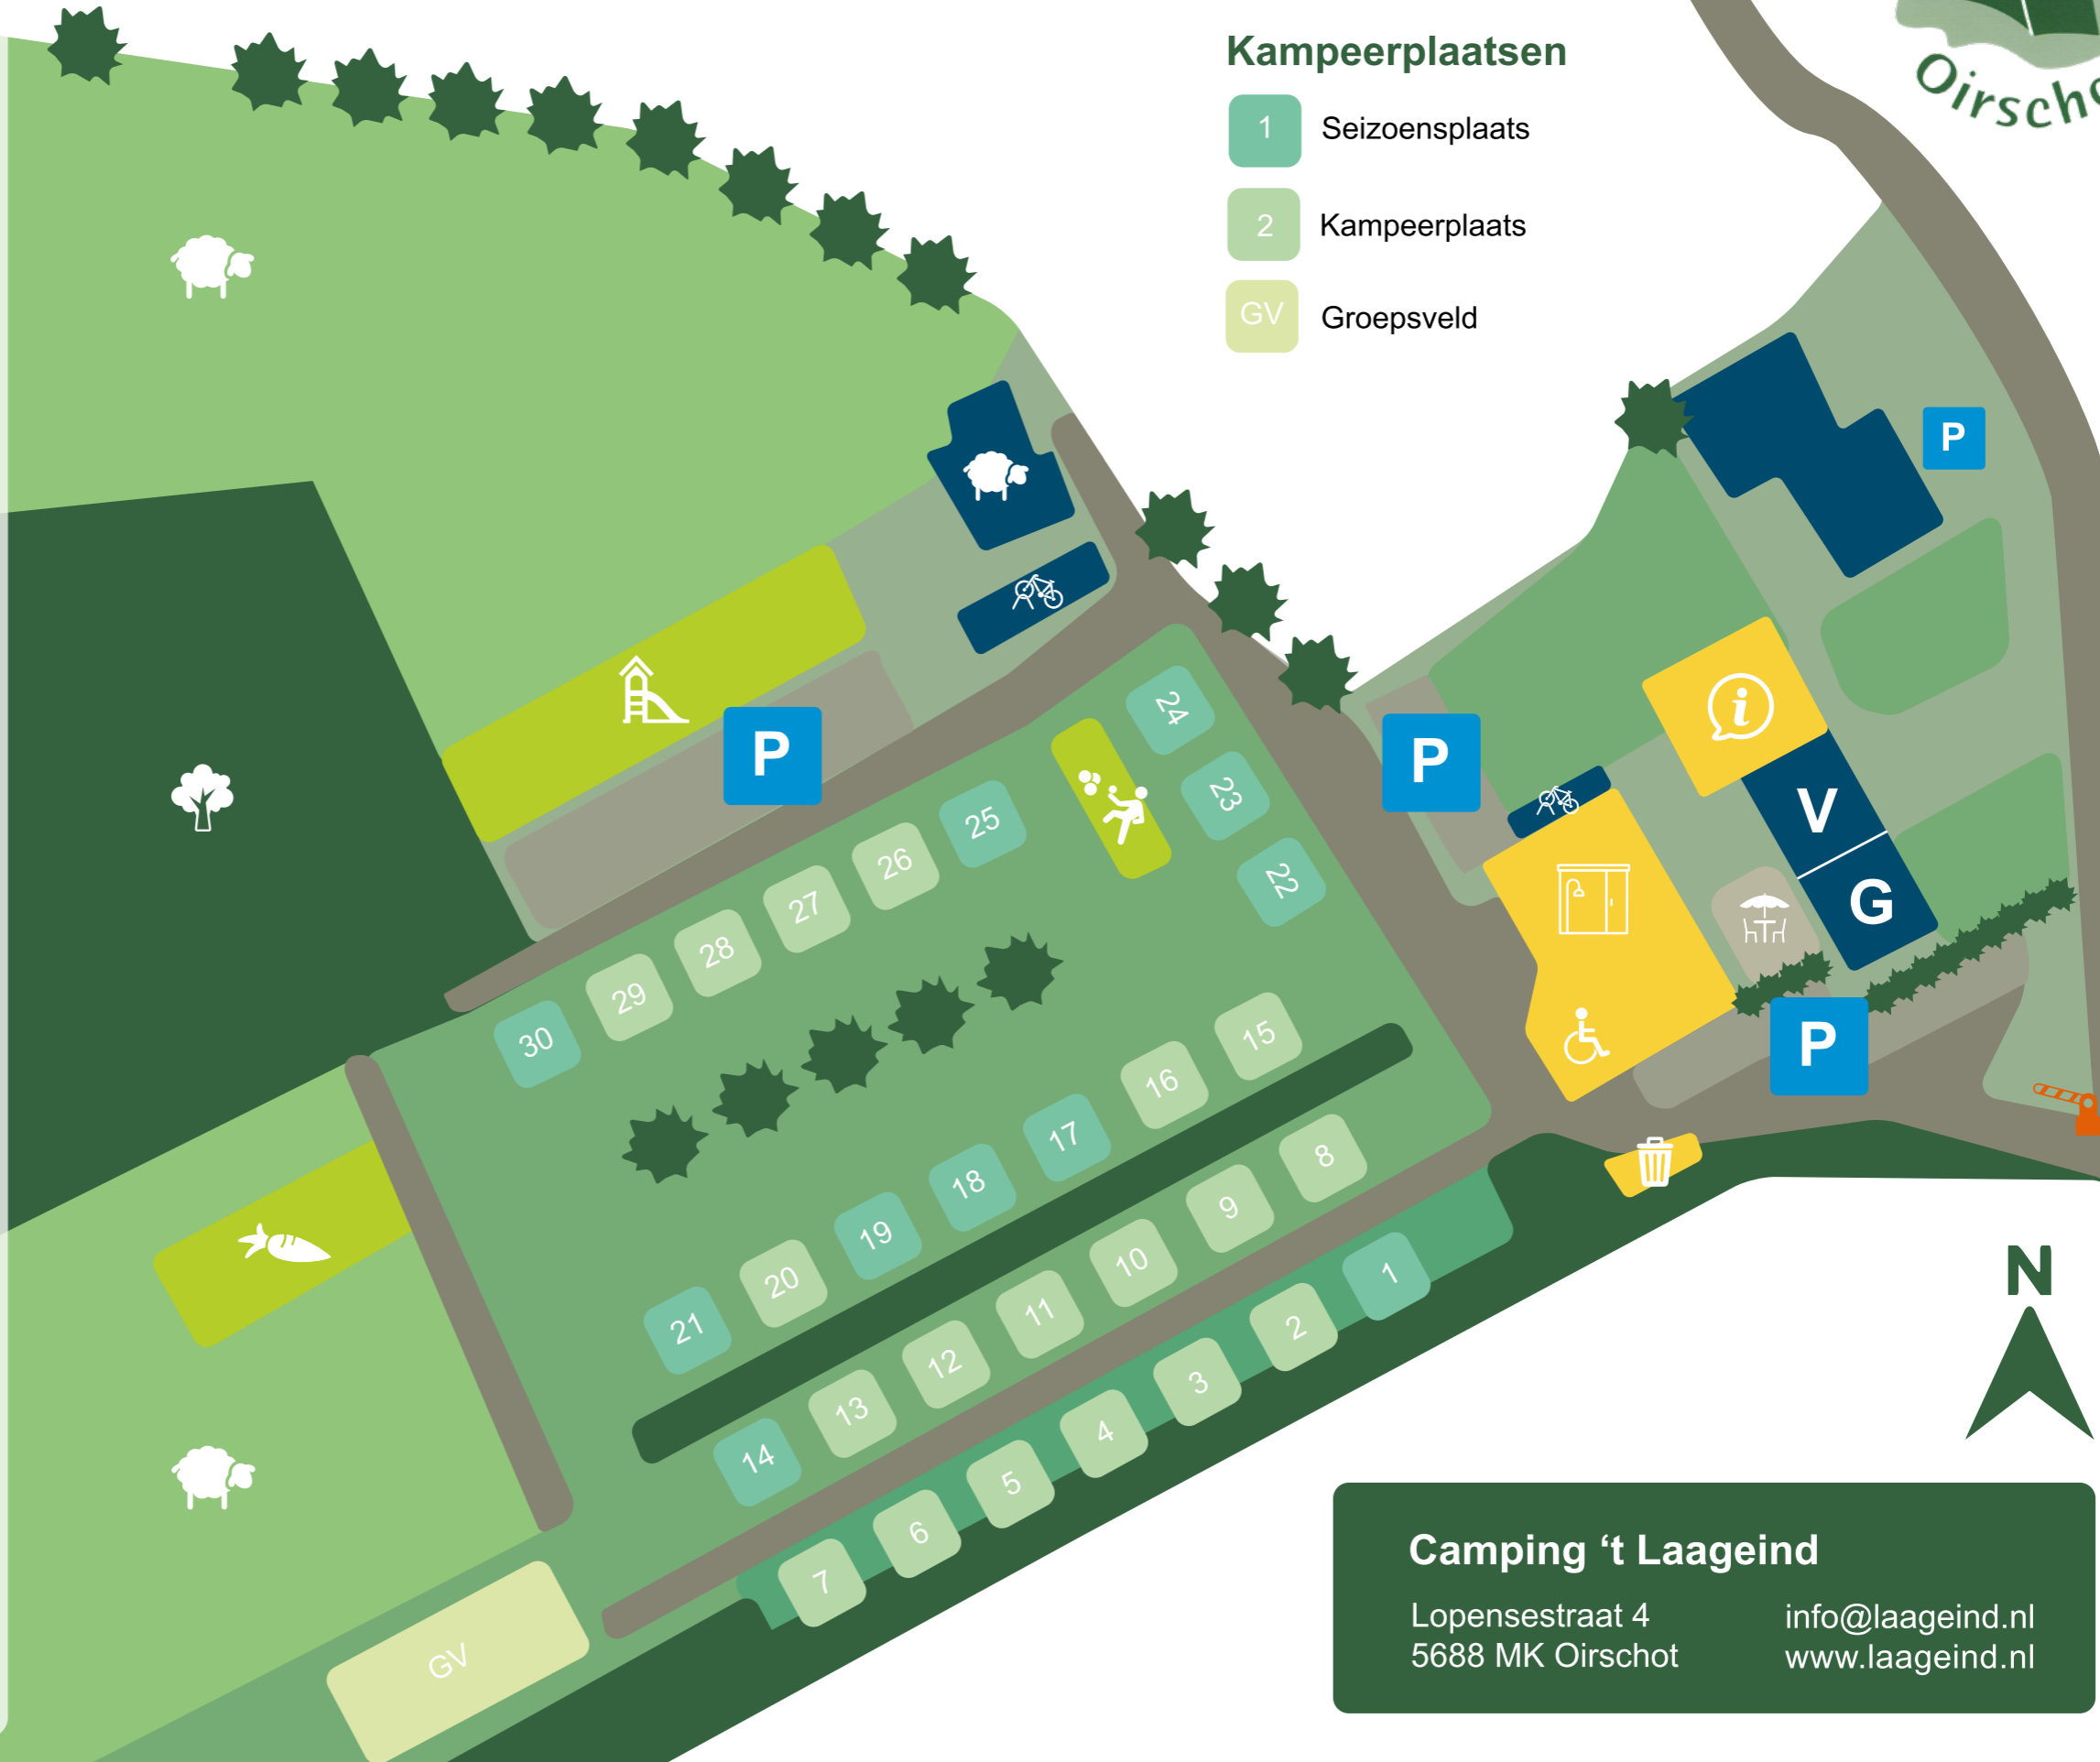 Kampeerplaatsen
1 Seizoensplaats
2 Kampeerplaats
GV Groepsveld
P
P
P
V
G
P
24
23
22
25
26
27
28
29
30
15
16
17
18
19
20
21
8
9
10
11
12
13
14
1
2
3
4
5
6
7
GV
N
Camping ‘t Laageind
Lopensestraat 4
5688 MK Oirschot
info@laageind.nl
www.laageind.nl